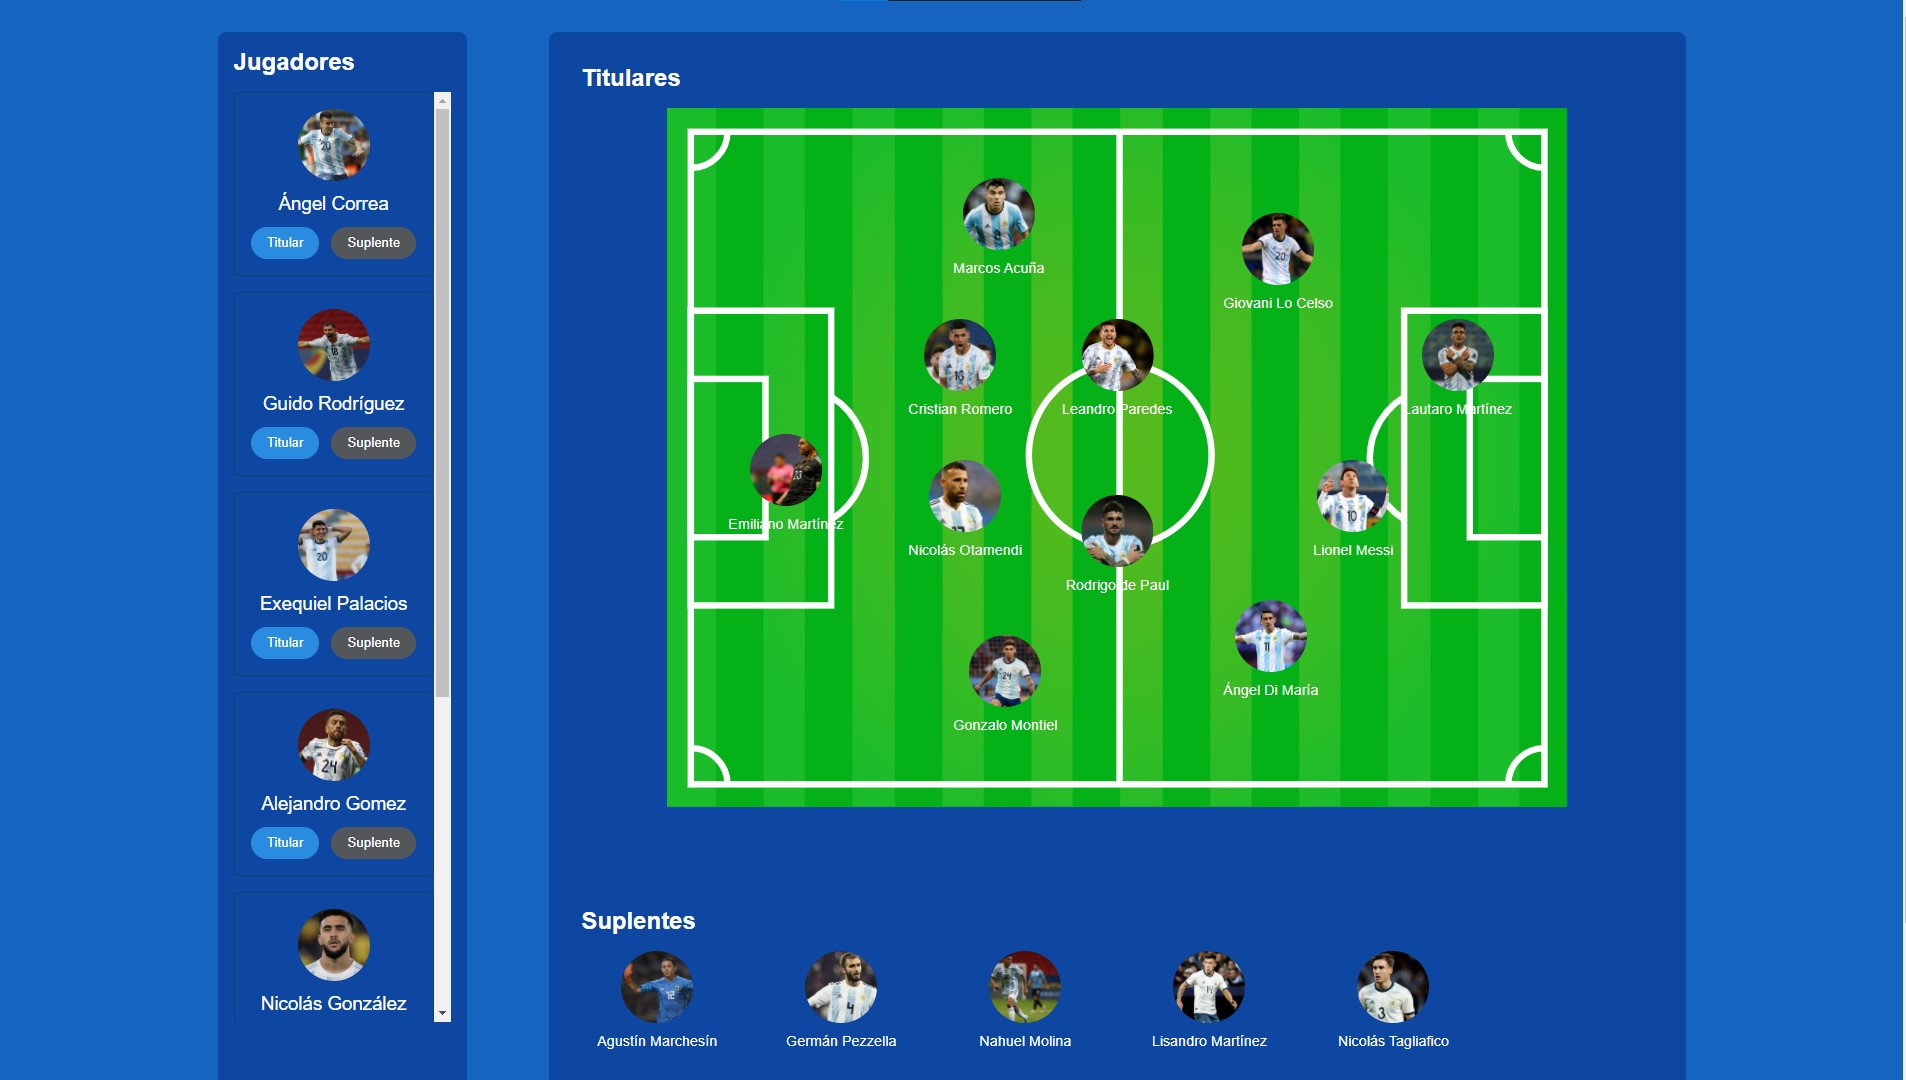 Jugadores
Ángel Correa
Titular Suplente
Guido Rodríguez
Titular Suplente
Exequiel Palacios
Titular Suplente
Alejandro Gomez
Titular Suplente
Nicolás González
Titulares
Marcos Acuña
Giovani Lo Celso
Cristian Romero
Leandro Paredes
Lautaro Martínez
Emiliano Martínez
Nicolás Otamendi
Lionel Messi
Rodrigo de Paul
Ángel Di María
Gonzalo Montiel
Suplentes
Agustín Marchesín
Germán Pezzella
Nahuel Molina
Lisandro Martínez
Nicolás Tagliafico